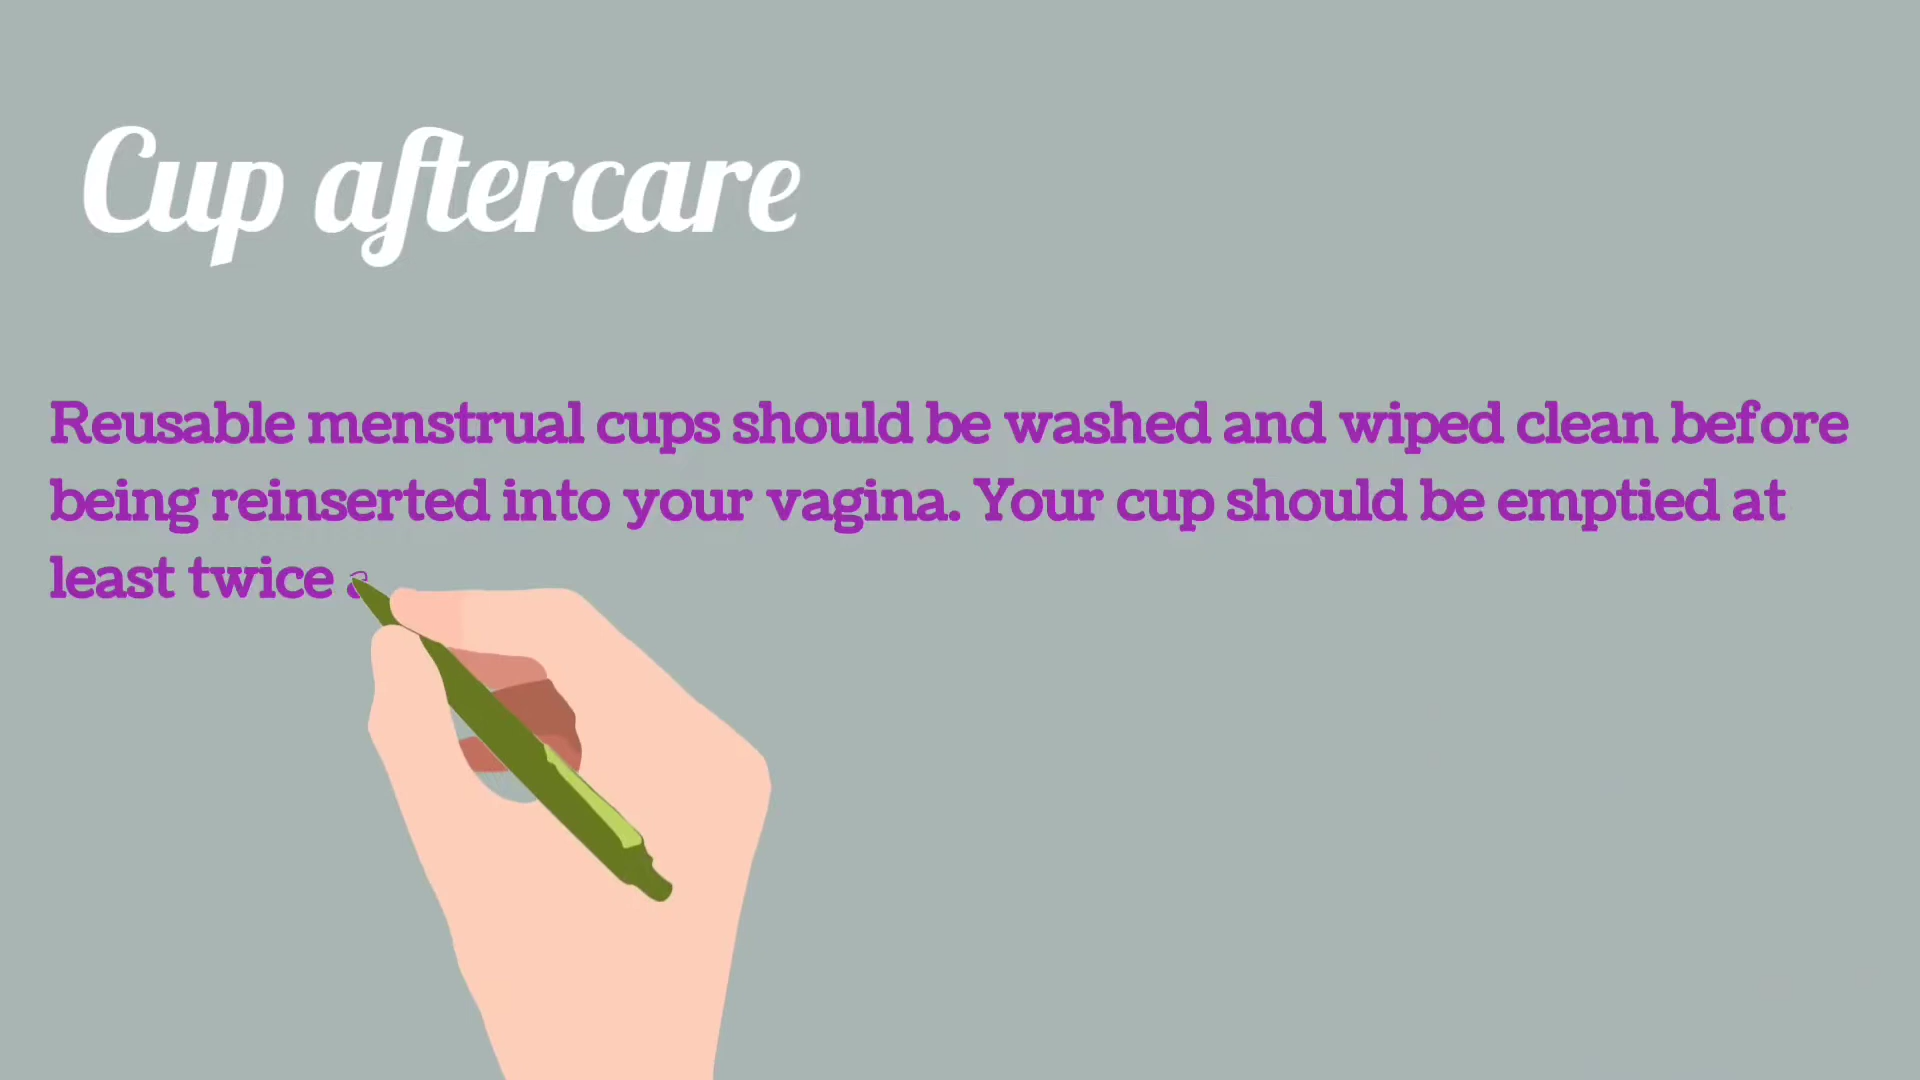 Cup aftercare
Reusable menstrual cups should be washed and wiped clean before
being reinserted into your vagina. Your cup should be emptied at
least twice a